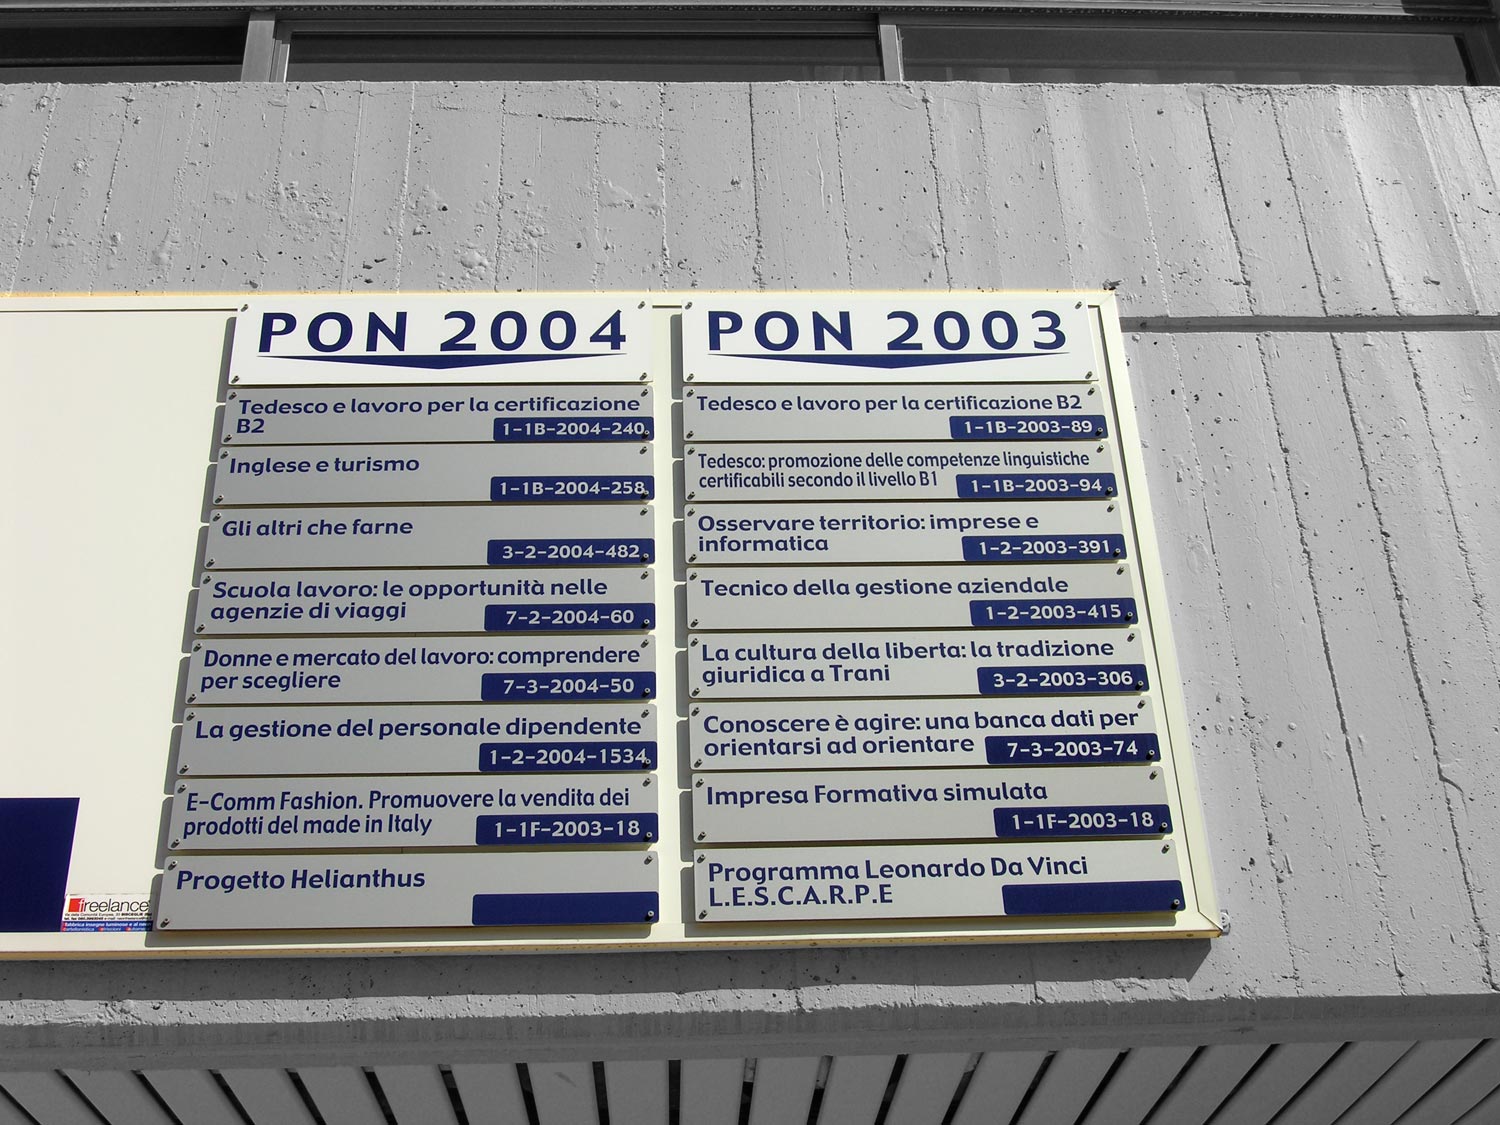 PON 2004
Tedesco e lavoro per la certificazione
B2
1-1B-2004-240
Inglese e turismo
1-1B-2004-258
Gli altri che farne
3-2-2004-482
Scuola lavoro: le opportunità nelle
agenzie di viaggi
7-2-2004-60
Donne e mercato del lavoro: comprendere
per scegliere
7-3-2004-50
La gestione del personale dipendente
1-2-2004-1534
E-Comm Fashion. Promuovere la vendita dei
prodotti del made in Italy
1-1F-2003-18
Progetto Helianthus
PON 2003
Tedesco e lavoro per la certificazione B2
1-1B-2003-89
Tedesco: promozione delle competenze linguistiche
certificabili secondo il livello B1
1-1B-2003-94
Osservare territorio: imprese e
informatica
1-2-2003-391
Tecnico della gestione aziendale
1-2-2003-415
La cultura della liberta: la tradizione
giuridica a Trani
3-2-2003-306
Conoscere è agire: una banca dati per
orientarsi ad orientare
7-3-2003-74
Impresa Formativa simulata
1-1F-2003-18
Programma Leonardo Da Vinci
L.E.S.C.A.R.P.E
freelance